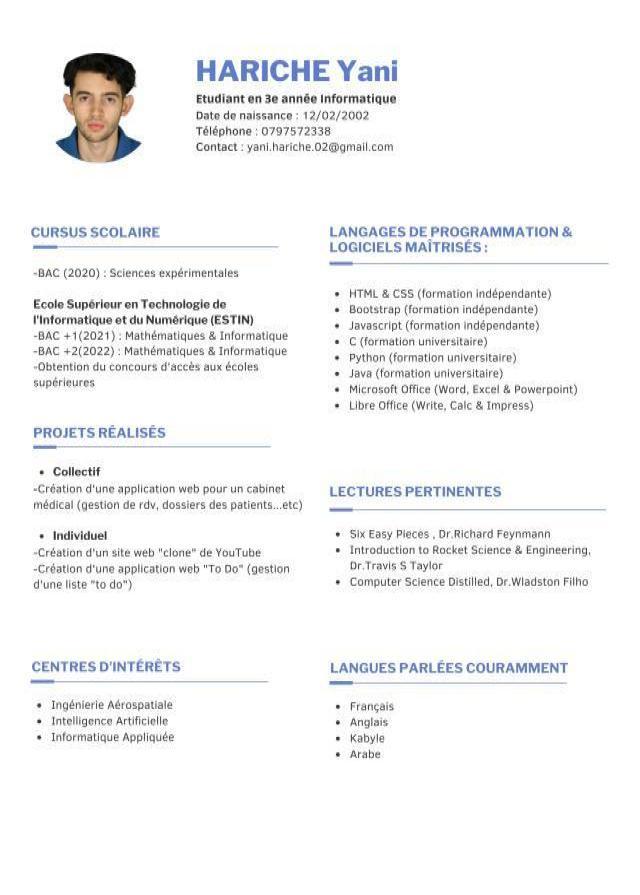 HARICHE Yani
Etudiant en 3e année Informatique
Date de naissance : 12/02/2002
Téléphone : 0797572338
Contact : yani.hariche.02@gmail.com
CURSUS SCOLAIRE
-BAC (2020) : Sciences expérimentales
Ecole Supérieur en Technologie de
l'Informatique et du Numérique (ESTIN)
-BAC +1(2021) : Mathématiques & Informatique
-BAC +2(2022) : Mathématiques & Informatique
-Obtention du concours d'accès aux écoles
supérieures
PROJETS RÉALISÉS
• Collectif
-Création d'une application web pour un cabinet
médical (gestion de rdv, dossiers des patients...etc)
• Individuel
-Création d'un site web "clone" de YouTube
-Création d'une application web "To Do" (gestion
d'une liste "to do")
CENTRES D'INTÉRÊTS
• Ingénierie Aérospatiale
• Intelligence Artificielle
• Informatique Appliquée
LANGAGES DE PROGRAMMATION &
LOGICIELS MAÎTRISÉS :
• HTML & CSS (formation indépendante)
• Bootstrap (formation indépendante)
• Javascript (formation indépendante)
• C (formation universitaire)
• Python (formation universitaire)
• Java (formation universitaire)
• Microsoft Office (Word, Excel & Powerpoint)
• Libre Office (Write, Calc & Impress)
LECTURES PERTINENTES
• Six Easy Pieces , Dr.Richard Feynmann
• Introduction to Rocket Science & Engineering,
Dr.Travis S Taylor
• Computer Science Distilled, Dr.Wladston Filho
LANGUES PARLÉES COURAMMENT
• Français
• Anglais
• Kabyle
• Arabe